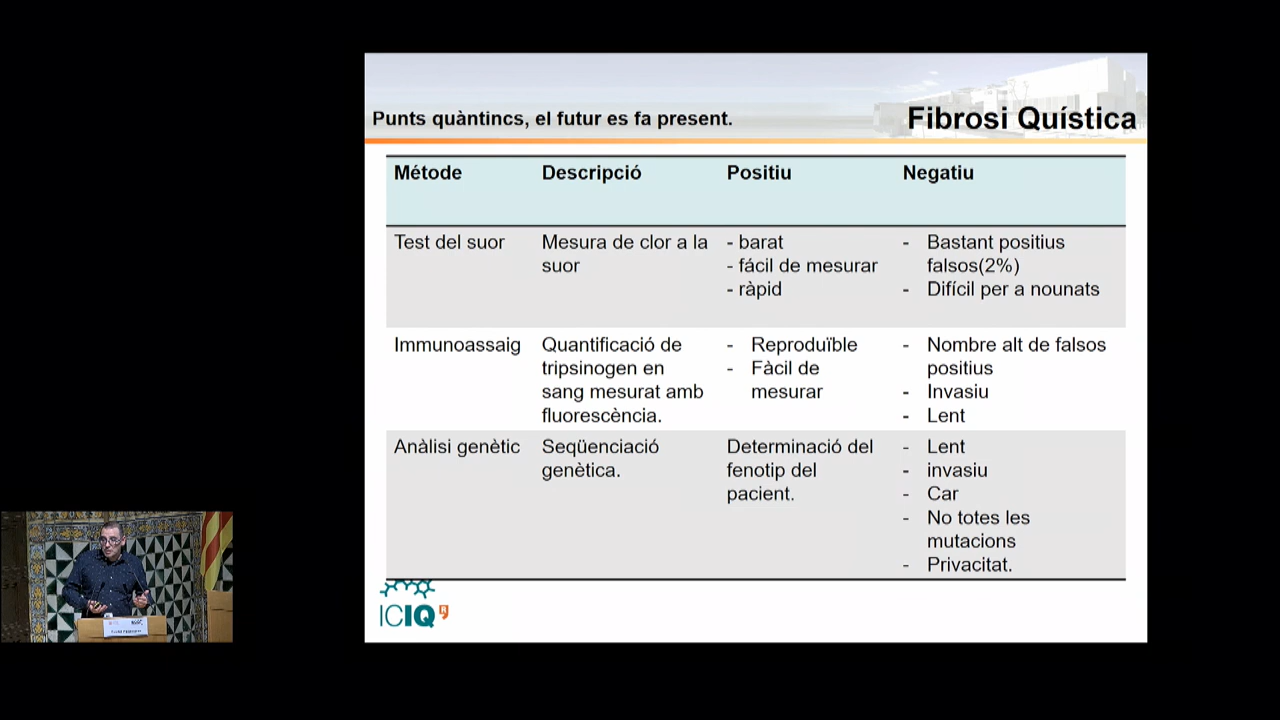 Punts quàntincs, el futur es fa present.
Fibrosi Quística
Métode Descripció Positiu Negatiu
Test del suor
Mesura de clor a la
suor
- barat
- fácil de mesurar
- ràpid
- Bastant positius
falsos(2%)
- Difícil per a nounats
Immunoassaig
Quantificació de
tripsinogen en
sang mesurat amb
fluorescència.
- Reproduïble
- Fàcil de
mesurar
- Nombre alt de falsos
positius
- Invasiu
- Lent
Anàlisi genètic
Seqüenciació
genètica.
Determinació del
fenotip del
pacient.
- Lent
- invasiu
- Car
- No totes les
mutacions
- Privacitat.
ICIQ